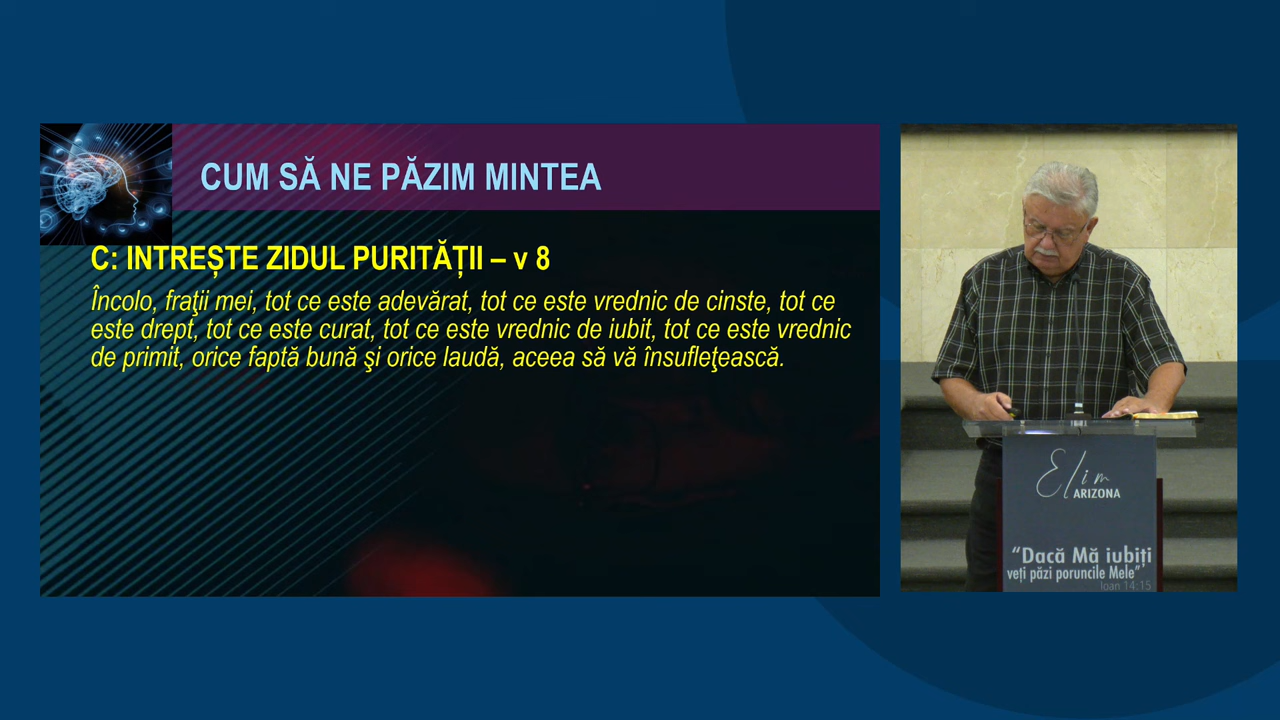 CUM SĂ NE PĂZIM MINTEA
C: INTREȘTE ZIDUL PURITĂȚII – v 8
Încolo, fraţii mei, tot ce este adevărat, tot ce este vrednic de cinste, tot ce
este drept, tot ce este curat, tot ce este vrednic de iubit, tot ce este vrednic
de primit, orice faptă bună şi orice laudă, aceea să vă însufleţească.
Elim
ARIZONA
“Dacă Mă iubiți
veți păzi poruncile Mele”
Ioan 14:15